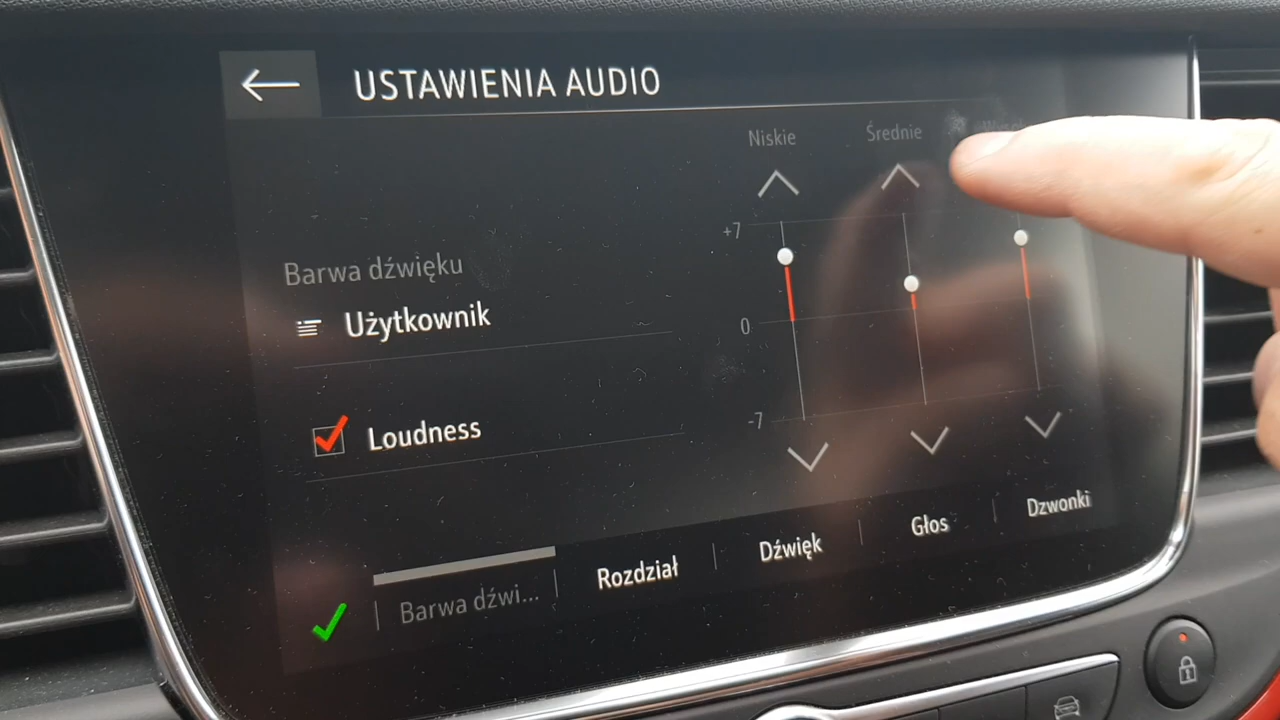 USTAWIENIA AUDIO
Niskie Średnie
+7
Barwa dźwięku
Użytkownik
0
Loudness
-7
Barwa dźwi... Rozdział Dźwięk Głos Dzwonki